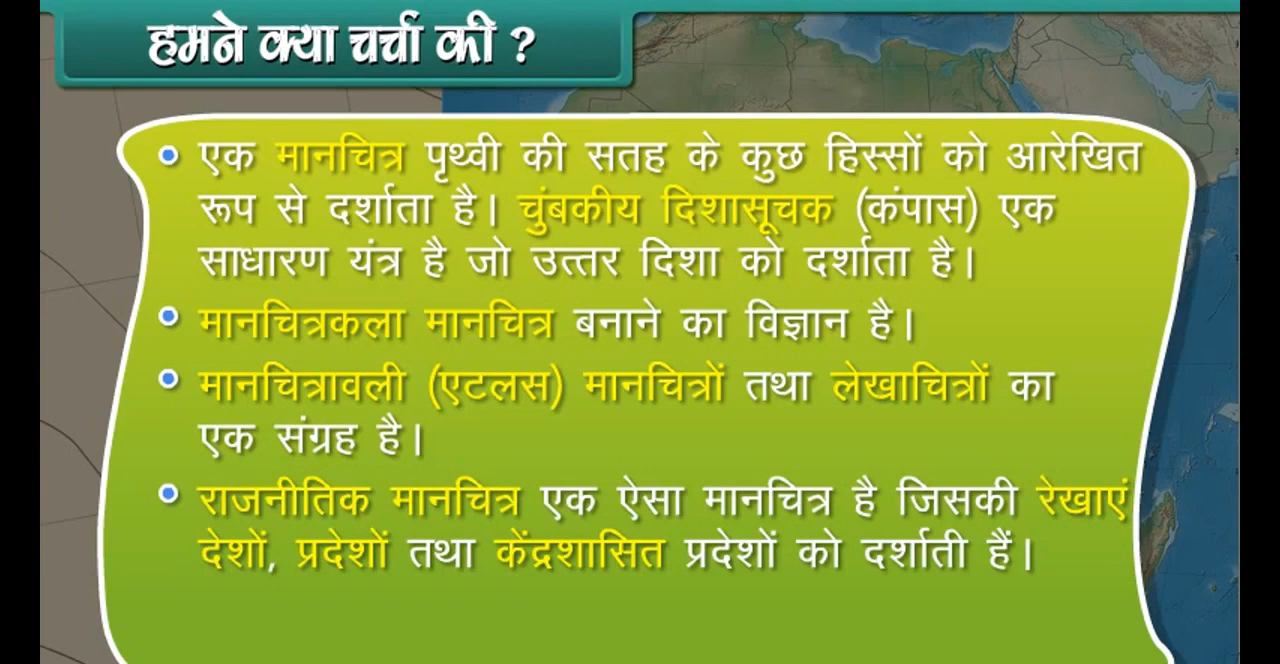 हमने क्या चर्चा की ?
एक मानचित्र पृथ्वी की सतह के कुछ हिस्सों को आरेखित
रूप से दर्शाता है। चुंबकीय दिशासूचक (कंपास) एक
साधारण यंत्र है जो उत्तर दिशा को दर्शाता है।
मानचित्रकला मानचित्र बनाने का विज्ञान है।
मानचित्रावली (एटलस) मानचित्रों तथा लेखाचित्रों का
एक संग्रह है।
राजनीतिक मानचित्र एक ऐसा मानचित्र है जिसकी रेखाएं
देशों, प्रदेशों तथा केंद्रशासित प्रदेशों को दर्शाती हैं।